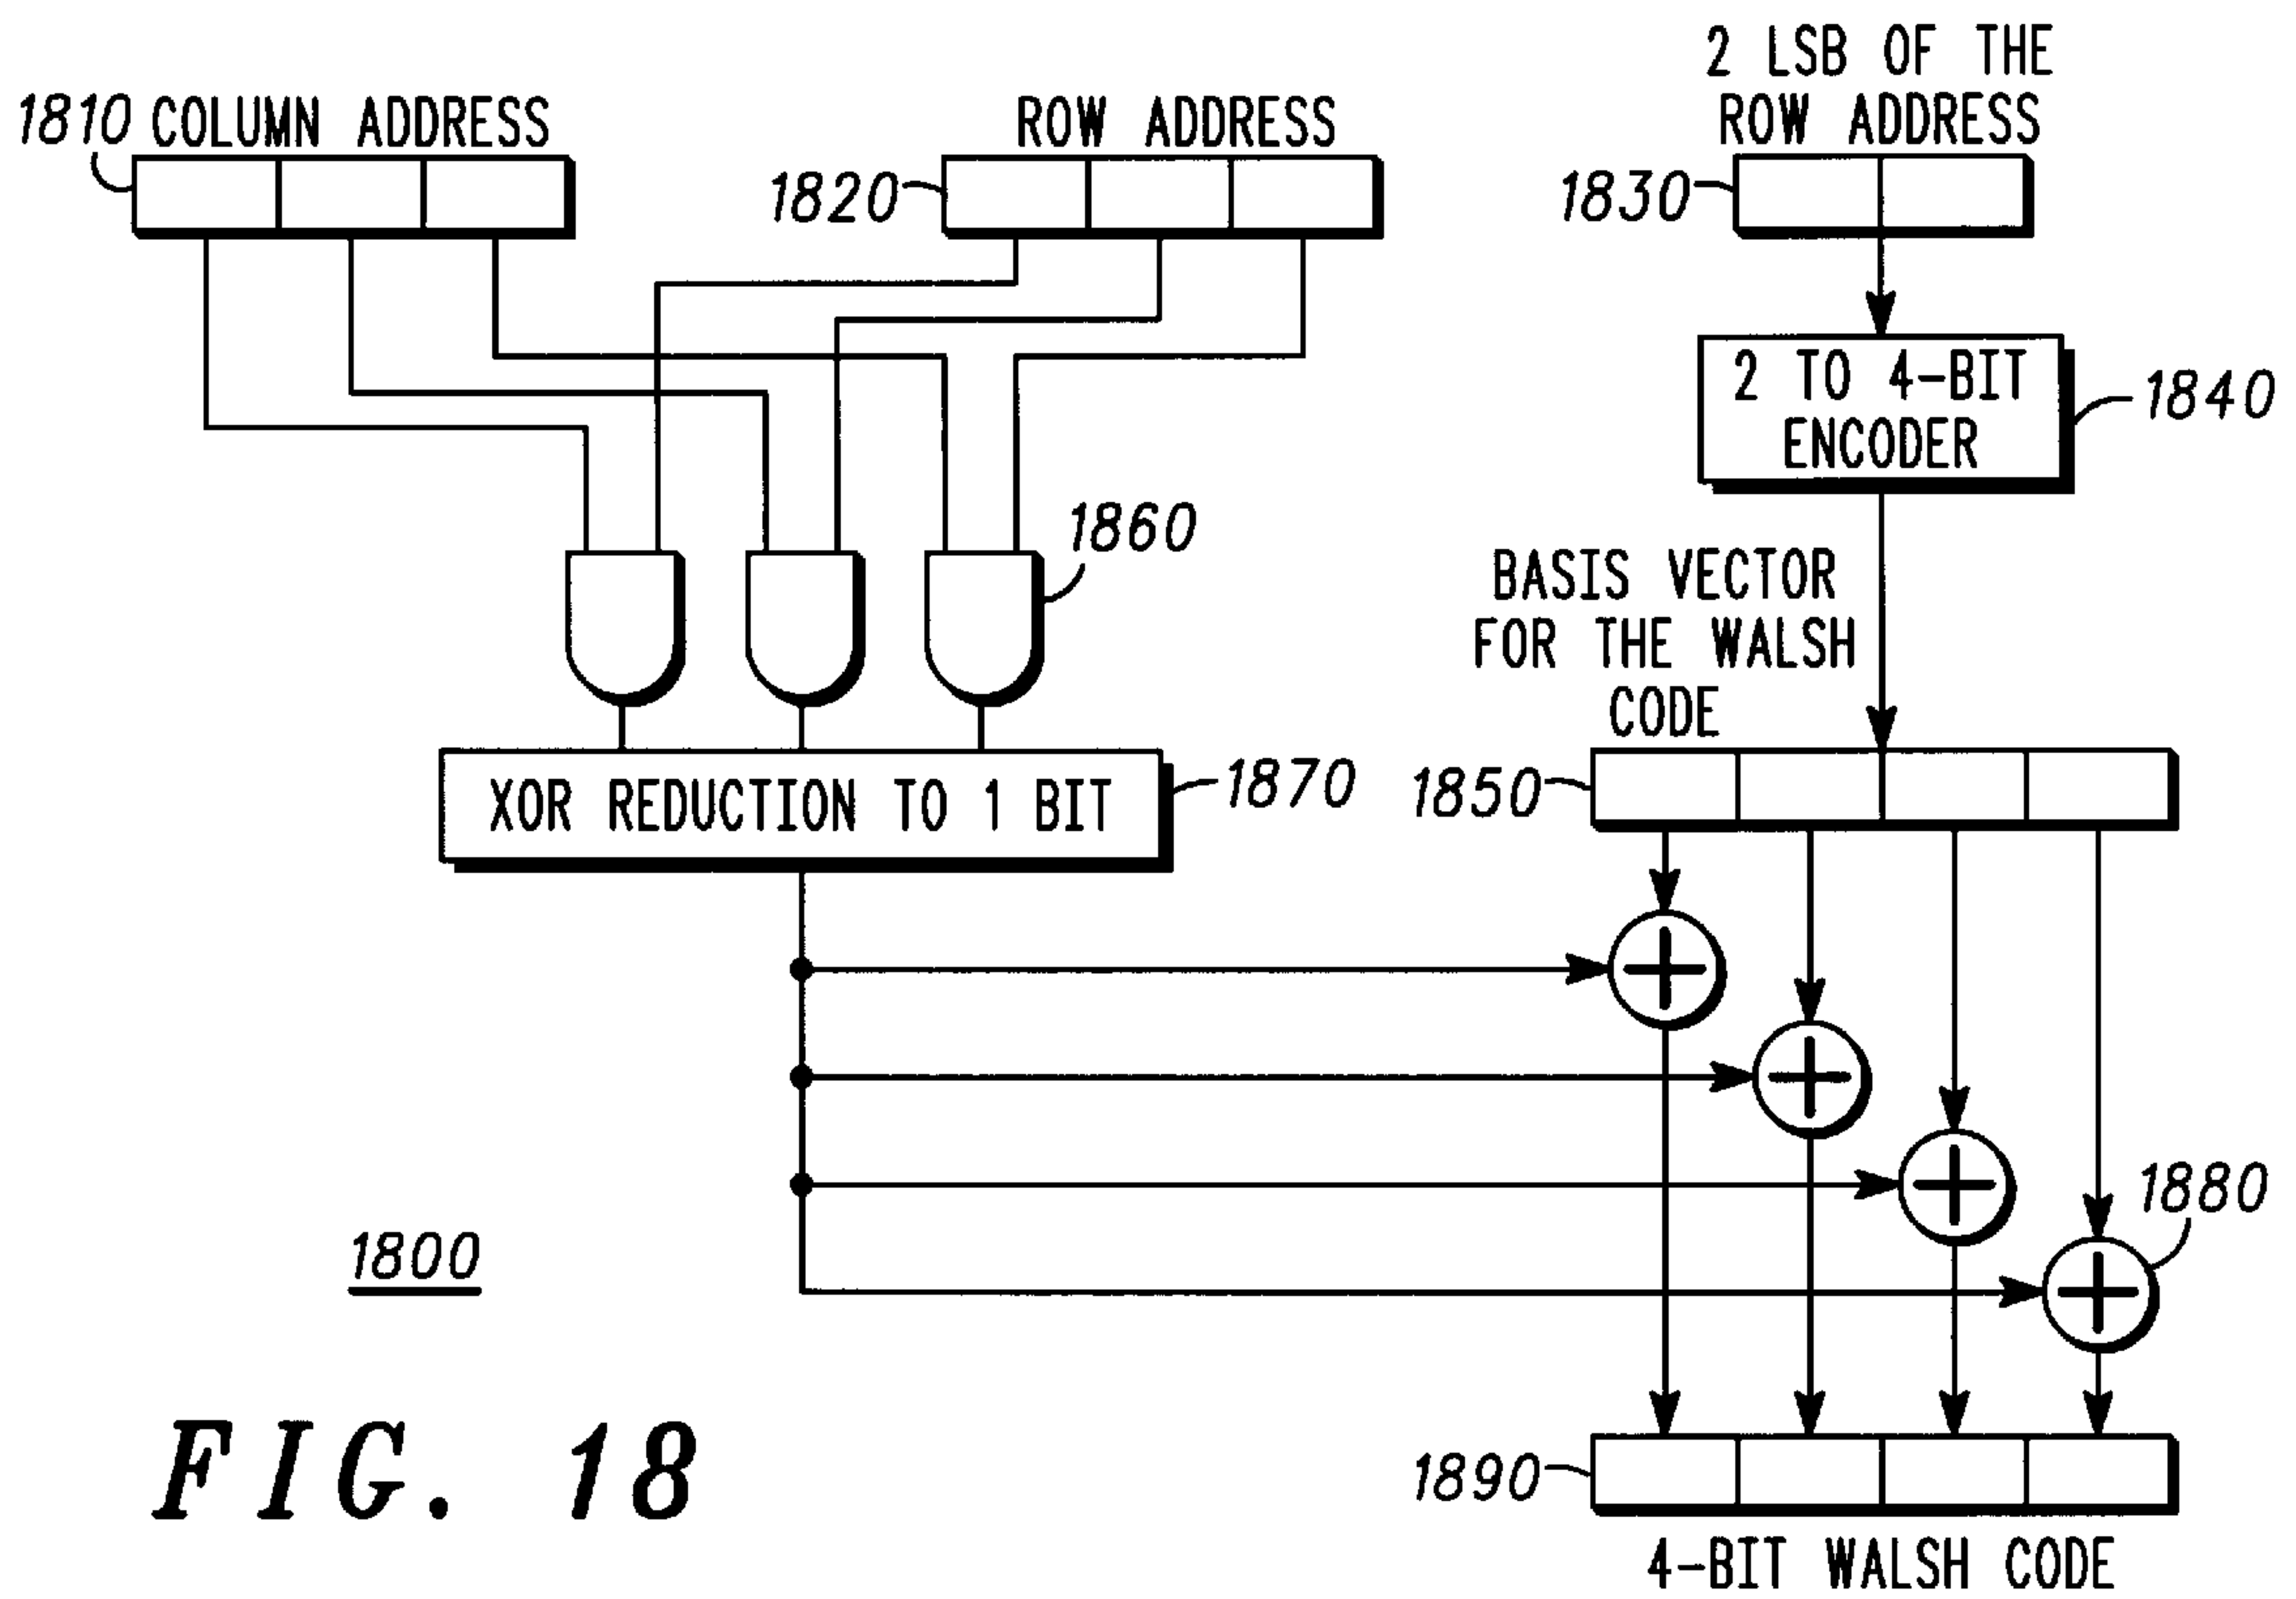 1810 COLUMN ADDRESS
ROW ADDRESS
1820
2 LSB OF THE
ROW ADDRESS
1830
2 TO 4-BIT
ENCODER
1840
1860
BASIS VECTOR
FOR THE WALSH
CODE
XOR REDUCTION TO 1 BIT
1870
1850
1880
1800
1890
4-BIT WALSH CODE
FIG. 18